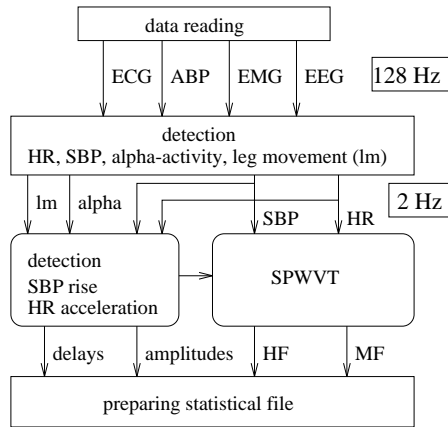 data reading
ECG ABP EMG EEG
128 Hz
detection
HR, SBP, alpha-activity, leg movement (lm)
2 Hz
lm alpha
SBP HR
detection
SBP rise
HR acceleration
SPWVT
delays amplitudes HF MF
preparing statistical file